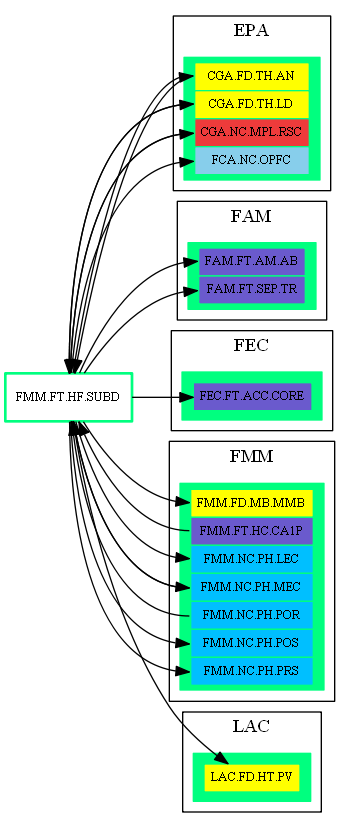 EPA
CGA.FD.TH.AN
CGA.FD.TH.LD
CGA.NC.MPL.RSC
FCA.NC.OPFC
FAM
FAM.FT.AM.AB
FAM.FT.SEP.TR
FEC
FMM.FT.HF.SUBD
FEC.FT.ACC.CORE
FMM
FMM.FD.MB.MMB
FMM.FT.HC.CA1P
FMM.NC.PH.LEC
FMM.NC.PH.MEC
FMM.NC.PH.POR
FMM.NC.PH.POS
FMM.NC.PH.PRS
LAC
LAC.FD.HT.PV